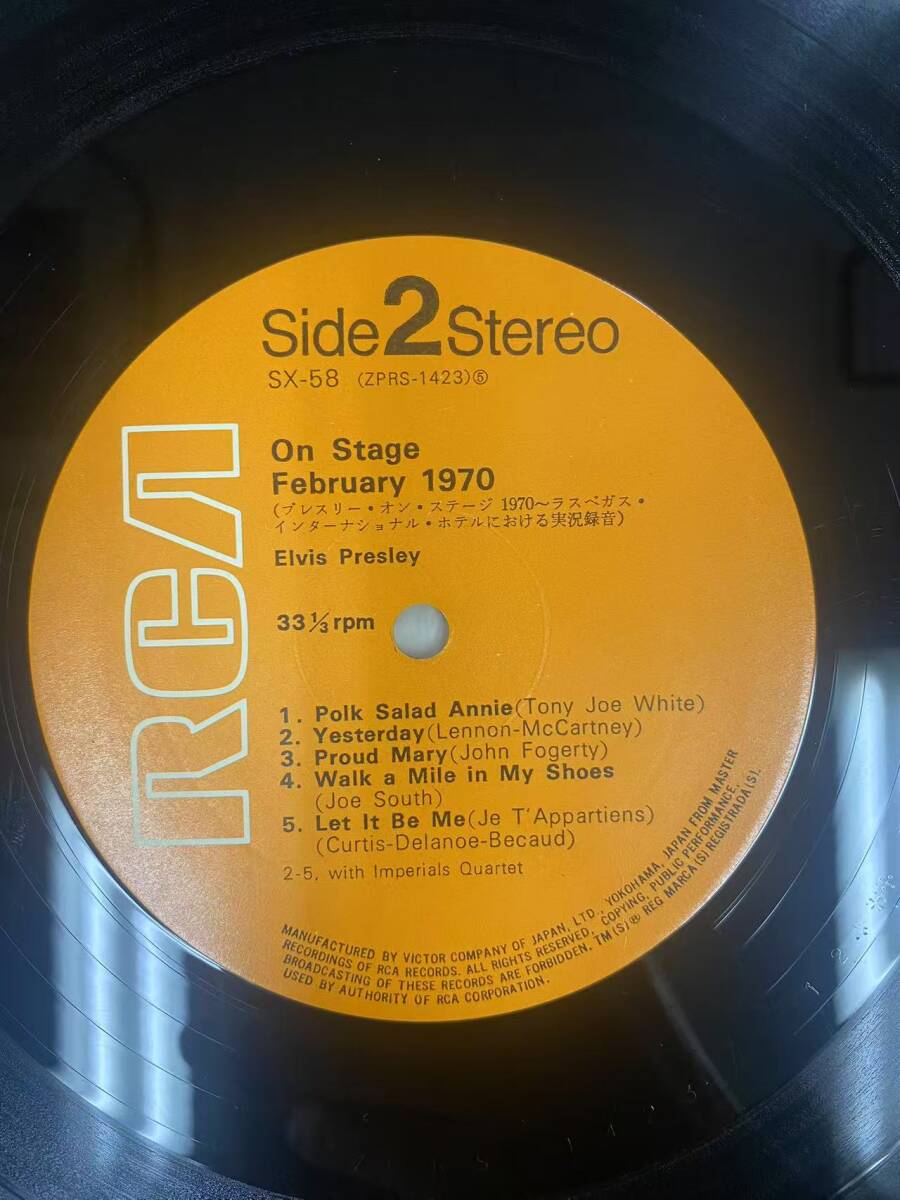 Side 2 Stereo
SX-58 (ZPRS-1423)⑤
On Stage
February 1970
(プレスリー・オン・ステージ 1970〜ラスベガス・
インターナショナル・ホテルにおける実況録音)
Elvis Presley
33 ⅓ rpm
RCA
1. Polk Salad Annie (Tony Joe White)
2. Yesterday (Lennon-McCartney)
3. Proud Mary (John Fogerty)
4. Walk a Mile in My Shoes
(Joe South)
5. Let It Be Me (Je T'Appartiens)
(Curtis-Delanoe-Becaud)
2-5, with Imperials Quartet
MANUFACTURED BY VICTOR COMPANY OF JAPAN, LTD., YOKOHAMA, JAPAN FROM MASTER
RECORDINGS OF RCA RECORDS. ALL RIGHTS RESERVED. COPYING, PUBLIC PERFORMANCE.
BROADCASTING OF THESE RECORDS ARE FORBIDDEN. TM(S)® REG MARCA(S) REGISTRADA(S).
USED BY AUTHORITY OF RCA CORPORATION.